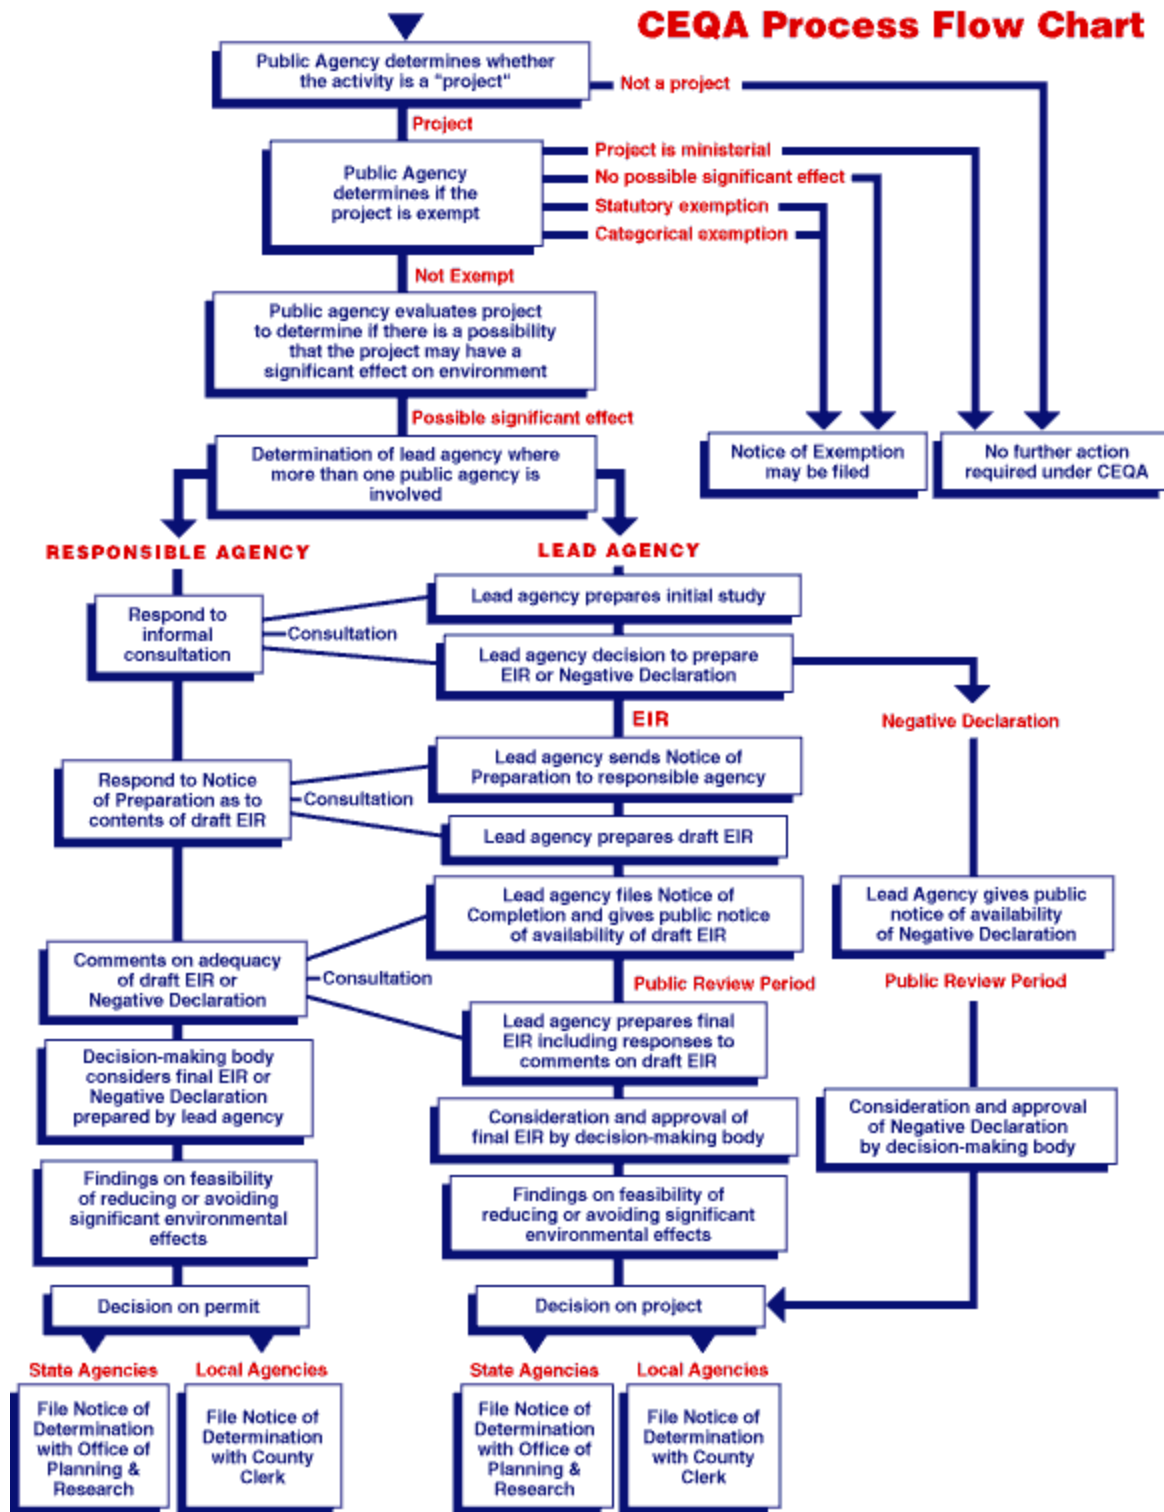 CEQA Process Flow Chart
Public Agency determines whether
the activity is a "project"
Not a project
Project
Public Agency
determines if the
project is exempt
Project is ministerial
No possible significant effect
Statutory exemption
Categorical exemption
Not Exempt
Public agency evaluates project
to determine if there is a possibility
that the project may have a
significant effect on environment
Possible significant effect
Determination of lead agency where
more than one public agency is
involved
Notice of Exemption
may be filed
No further action
required under CEQA
RESPONSIBLE AGENCY
LEAD AGENCY
Respond to
informal
consultation
Consultation
Lead agency prepares initial study
Lead agency decision to prepare
EIR or Negative Declaration
EIR
Negative Declaration
Respond to Notice
of Preparation as to
contents of draft EIR
Consultation
Lead agency sends Notice of
Preparation to responsible agency
Lead agency prepares draft EIR
Lead agency files Notice of
Completion and gives public notice
of availability of draft EIR
Lead Agency gives public
notice of availability
of Negative Declaration
Comments on adequacy
of draft EIR or
Negative Declaration
Consultation
Public Review Period
Public Review Period
Lead agency prepares final
EIR including responses to
comments on draft EIR
Decision-making body
considers final EIR or
Negative Declaration
prepared by lead agency
Consideration and approval of
final EIR by decision-making body
Consideration and approval
of Negative Declaration
by decision-making body
Findings on feasibility
of reducing or avoiding
significant environmental
effects
Findings on feasibility of
reducing or avoiding significant
environmental effects
Decision on permit
Decision on project
State Agencies
Local Agencies
State Agencies
Local Agencies
File Notice of
Determination
with Office of
Planning &
Research
File Notice of
Determination
with County
Clerk
File Notice of
Determination
with Office of
Planning &
Research
File Notice of
Determination
with County
Clerk